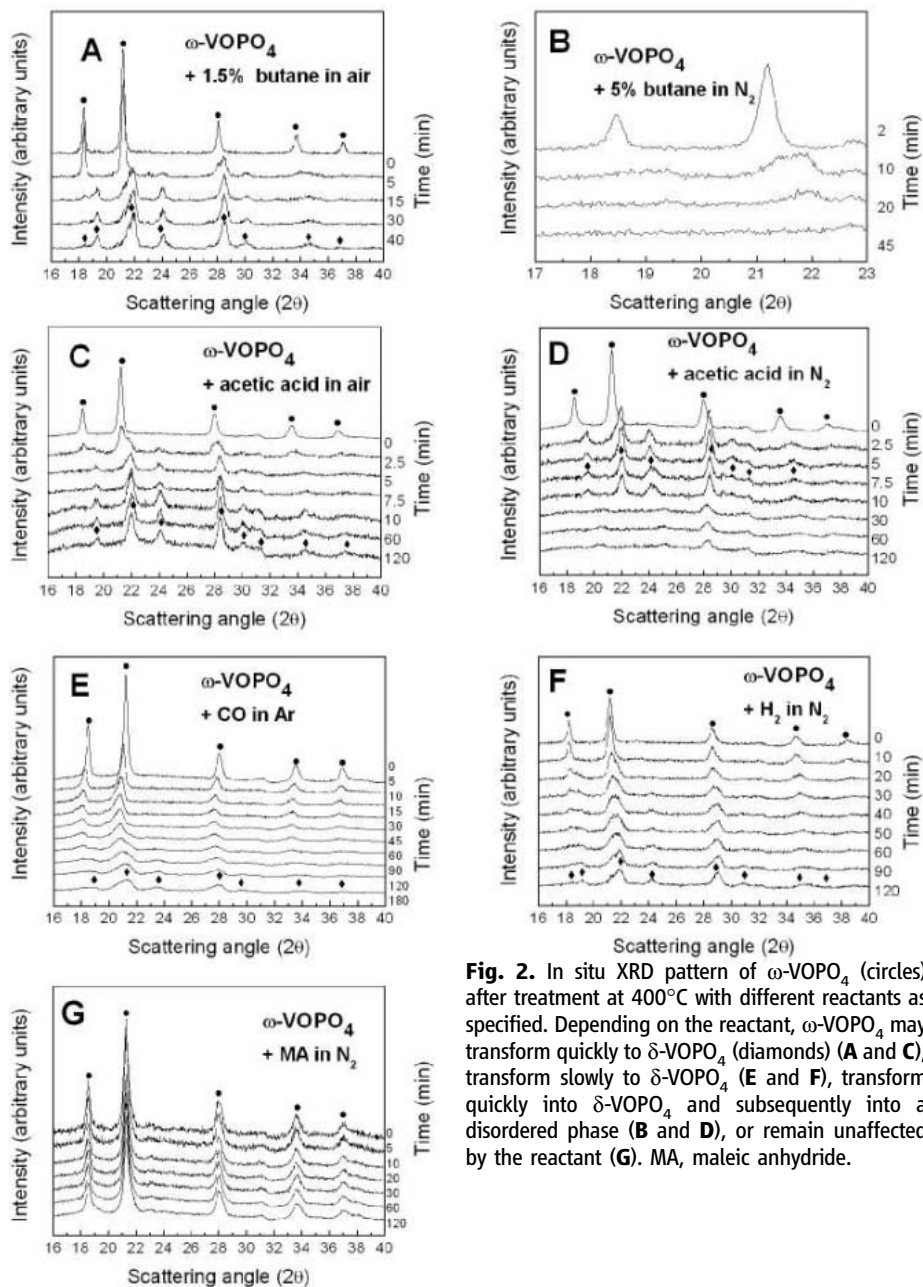 A
ω-VOPO₄
+ 1.5% butane in air
Intensity (arbitrary units)
Time (min)
0
5
15
30
40
16 18 20 22 24 26 28 30 32 34 36 38 40
Scattering angle (2θ)
B
ω-VOPO₄
+ 5% butane in N₂
Intensity (arbitrary units)
Time (min)
2
10
20
45
17 18 19 20 21 22 23
Scattering angle (2θ)
C
ω-VOPO₄
+ acetic acid in air
Intensity (arbitrary units)
Time (min)
0
2.5
5
7.5
10
60
120
16 18 20 22 24 26 28 30 32 34 36 38 40
Scattering angle (2θ)
D
ω-VOPO₄
+ acetic acid in N₂
Intensity (arbitrary units)
Time (min)
0
2.5
5
7.5
10
30
60
120
16 18 20 22 24 26 28 30 32 34 36 38 40
Scattering angle (2θ)
E
ω-VOPO₄
+ CO in Ar
Intensity (arbitrary units)
Time (min)
0
5
10
15
30
45
60
90
120
180
16 18 20 22 24 26 28 30 32 34 36 38 40
Scattering angle (2θ)
F
ω-VOPO₄
+ H₂ in N₂
Intensity (arbitrary units)
Time (min)
0
10
20
30
40
50
60
90
120
16 18 20 22 24 26 28 30 32 34 36 38 40
Scattering angle (2θ)
G
ω-VOPO₄
+ MA in N₂
Intensity (arbitrary units)
Time (min)
0
5
10
20
30
60
120
16 18 20 22 24 26 28 30 32 34 36 38 40
Scattering angle (2θ)
Fig. 2. In situ XRD pattern of ω-VOPO₄ (circles)
after treatment at 400°C with different reactants as
specified. Depending on the reactant, ω-VOPO₄ may
transform quickly to δ-VOPO₄ (diamonds) (A and C),
transform slowly to δ-VOPO₄ (E and F), transform
quickly into δ-VOPO₄ and subsequently into a
disordered phase (B and D), or remain unaffected
by the reactant (G). MA, maleic anhydride.